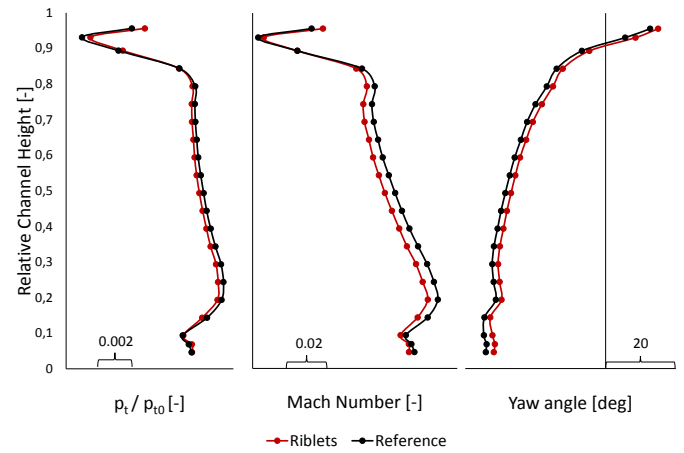 1
0,9
0,8
0,7
0,6
0,5
0,4
0,3
0,2
0,1
0
Relative Channel Height [-]
0.002
0.02
20
pt / pt0 [-]
Mach Number [-]
Yaw angle [deg]
Riblets
Reference